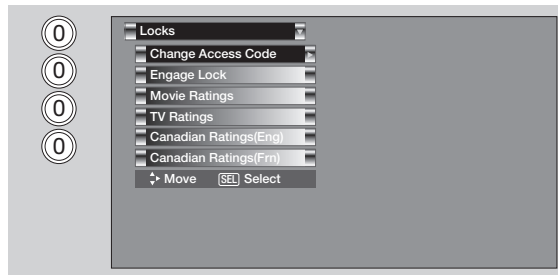 0
0
0
0
Locks
Change Access Code
Engage Lock
Movie Ratings
TV Ratings
Canadian Ratings(Eng)
Canadian Ratings(Frn)
Move SEL Select